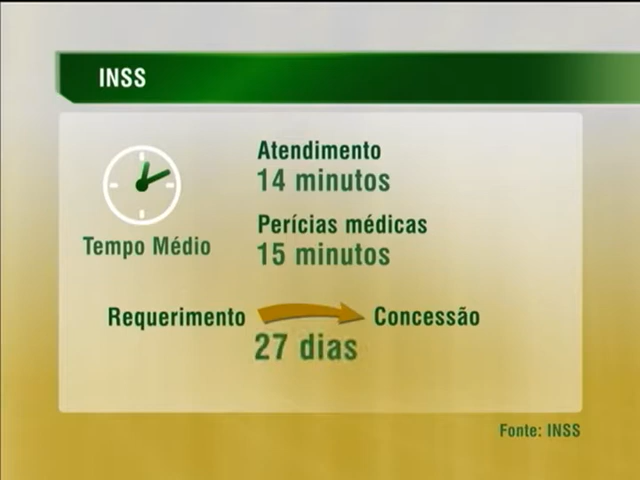 INSS
Atendimento
14 minutos
Perícias médicas
15 minutos
Tempo Médio
Requerimento
Concessão
27 dias
Fonte: INSS